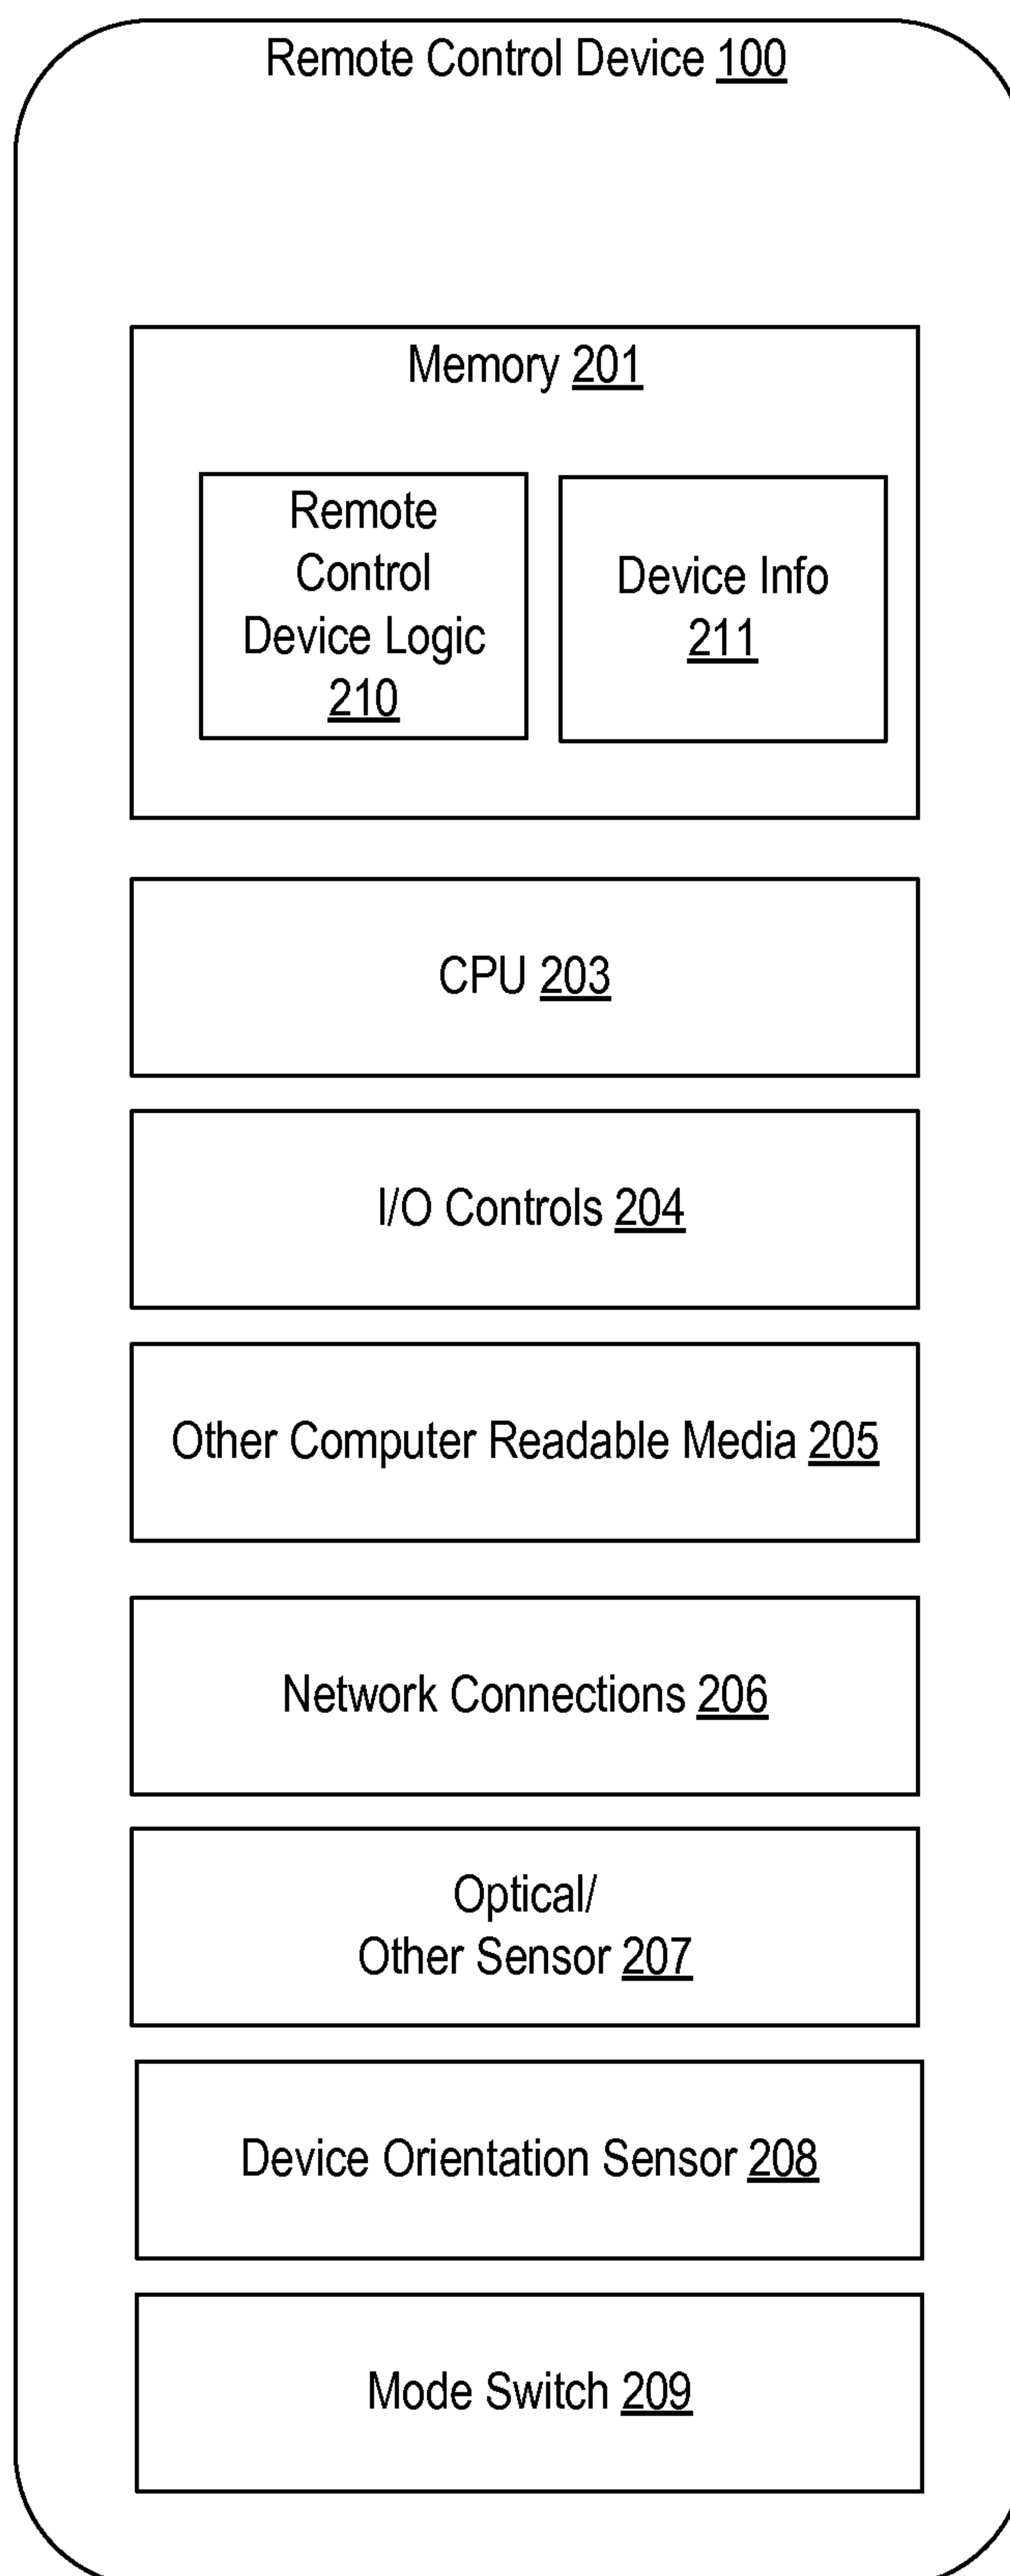 Remote Control Device 100
Memory 201
Remote
Control
Device Logic
210
Device Info
211
CPU 203
I/O Controls 204
Other Computer Readable Media 205
Network Connections 206
Optical/
Other Sensor 207
Device Orientation Sensor 208
Mode Switch 209